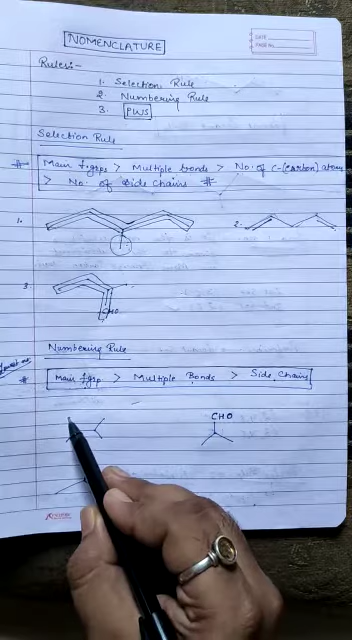 NOMENCLATURE
DATE
PAGE NO.
Rules:-
1. Selection Rule
2. Numbering Rule
3. PWS
Selection Rule
# Main f.grps > Multiple bonds > No. of C-(carbon) atoms
> No. of side chains #
1.
2.
3.
CHO
Numbering Rule
# Main f.grp > Multiple Bonds > Side Chains
CHO